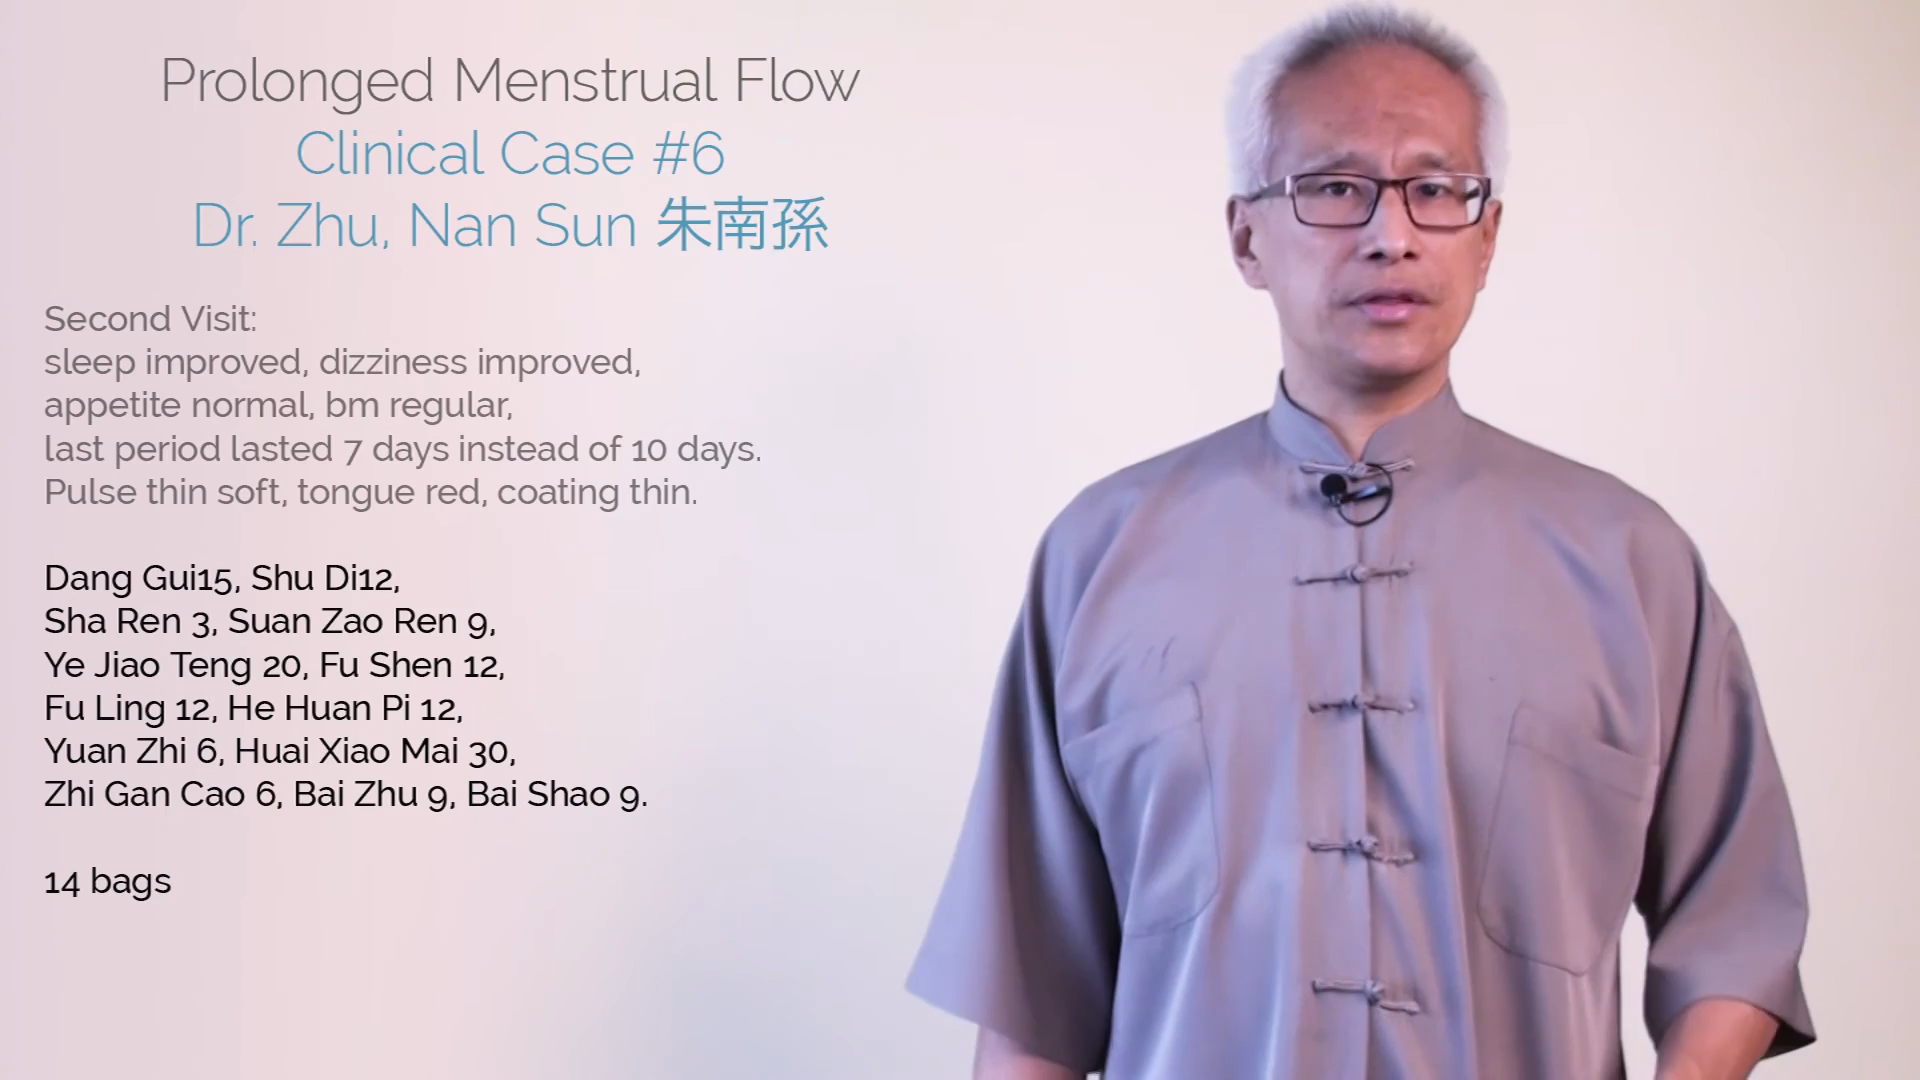 Prolonged Menstrual Flow
Clinical Case #6
Dr. Zhu, Nan Sun 朱南孫
Second Visit:
sleep improved, dizziness improved,
appetite normal, bm regular,
last period lasted 7 days instead of 10 days.
Pulse thin soft, tongue red, coating thin.
Dang Gui15, Shu Di12,
Sha Ren 3, Suan Zao Ren 9,
Ye Jiao Teng 20, Fu Shen 12,
Fu Ling 12, He Huan Pi 12,
Yuan Zhi 6, Huai Xiao Mai 30,
Zhi Gan Cao 6, Bai Zhu 9, Bai Shao 9.
14 bags